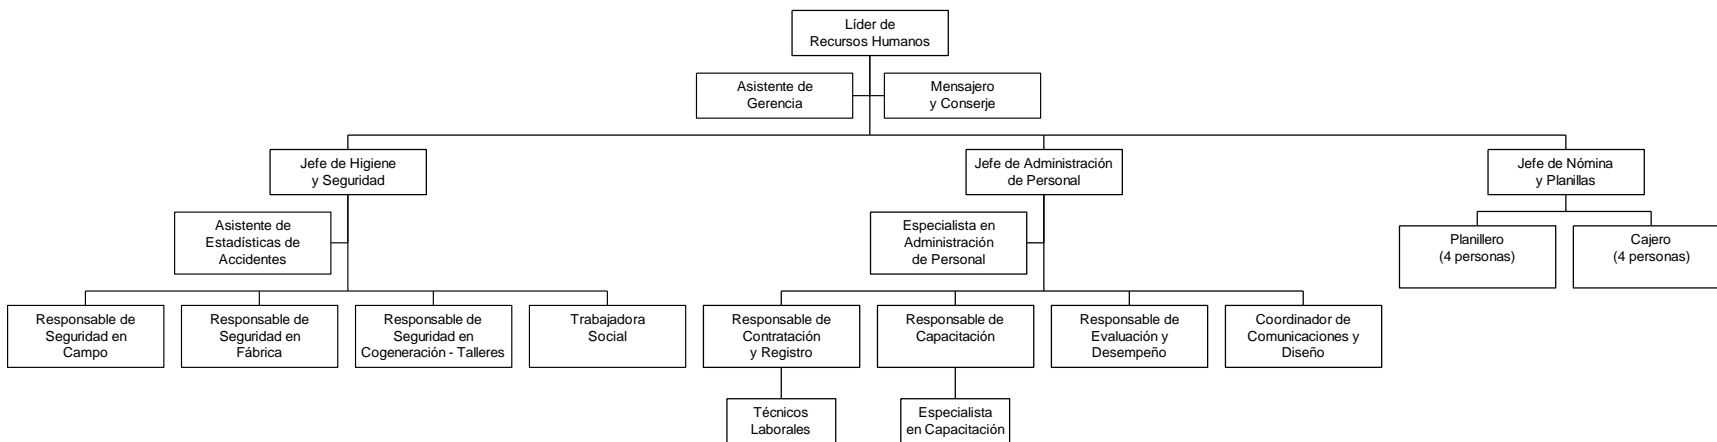 Líder de
Recursos Humanos
Asistente de
Gerencia
Mensajero
y Conserje
Jefe de Higiene
y Seguridad
Jefe de Administración
de Personal
Jefe de Nómina
y Planillas
Asistente de
Estadísticas de
Accidentes
Especialista en
Administración
de Personal
Planillero
(4 personas)
Cajero
(4 personas)
Responsable de
Seguridad en
Campo
Responsable de
Seguridad en
Fábrica
Responsable de
Seguridad en
Cogeneración - Talleres
Trabajadora
Social
Responsable de
Contratación
y Registro
Responsable de
Capacitación
Responsable de
Evaluación y
Desempeño
Coordinador de
Comunicaciones y
Diseño
Técnicos
Laborales
Especialista
en Capacitación